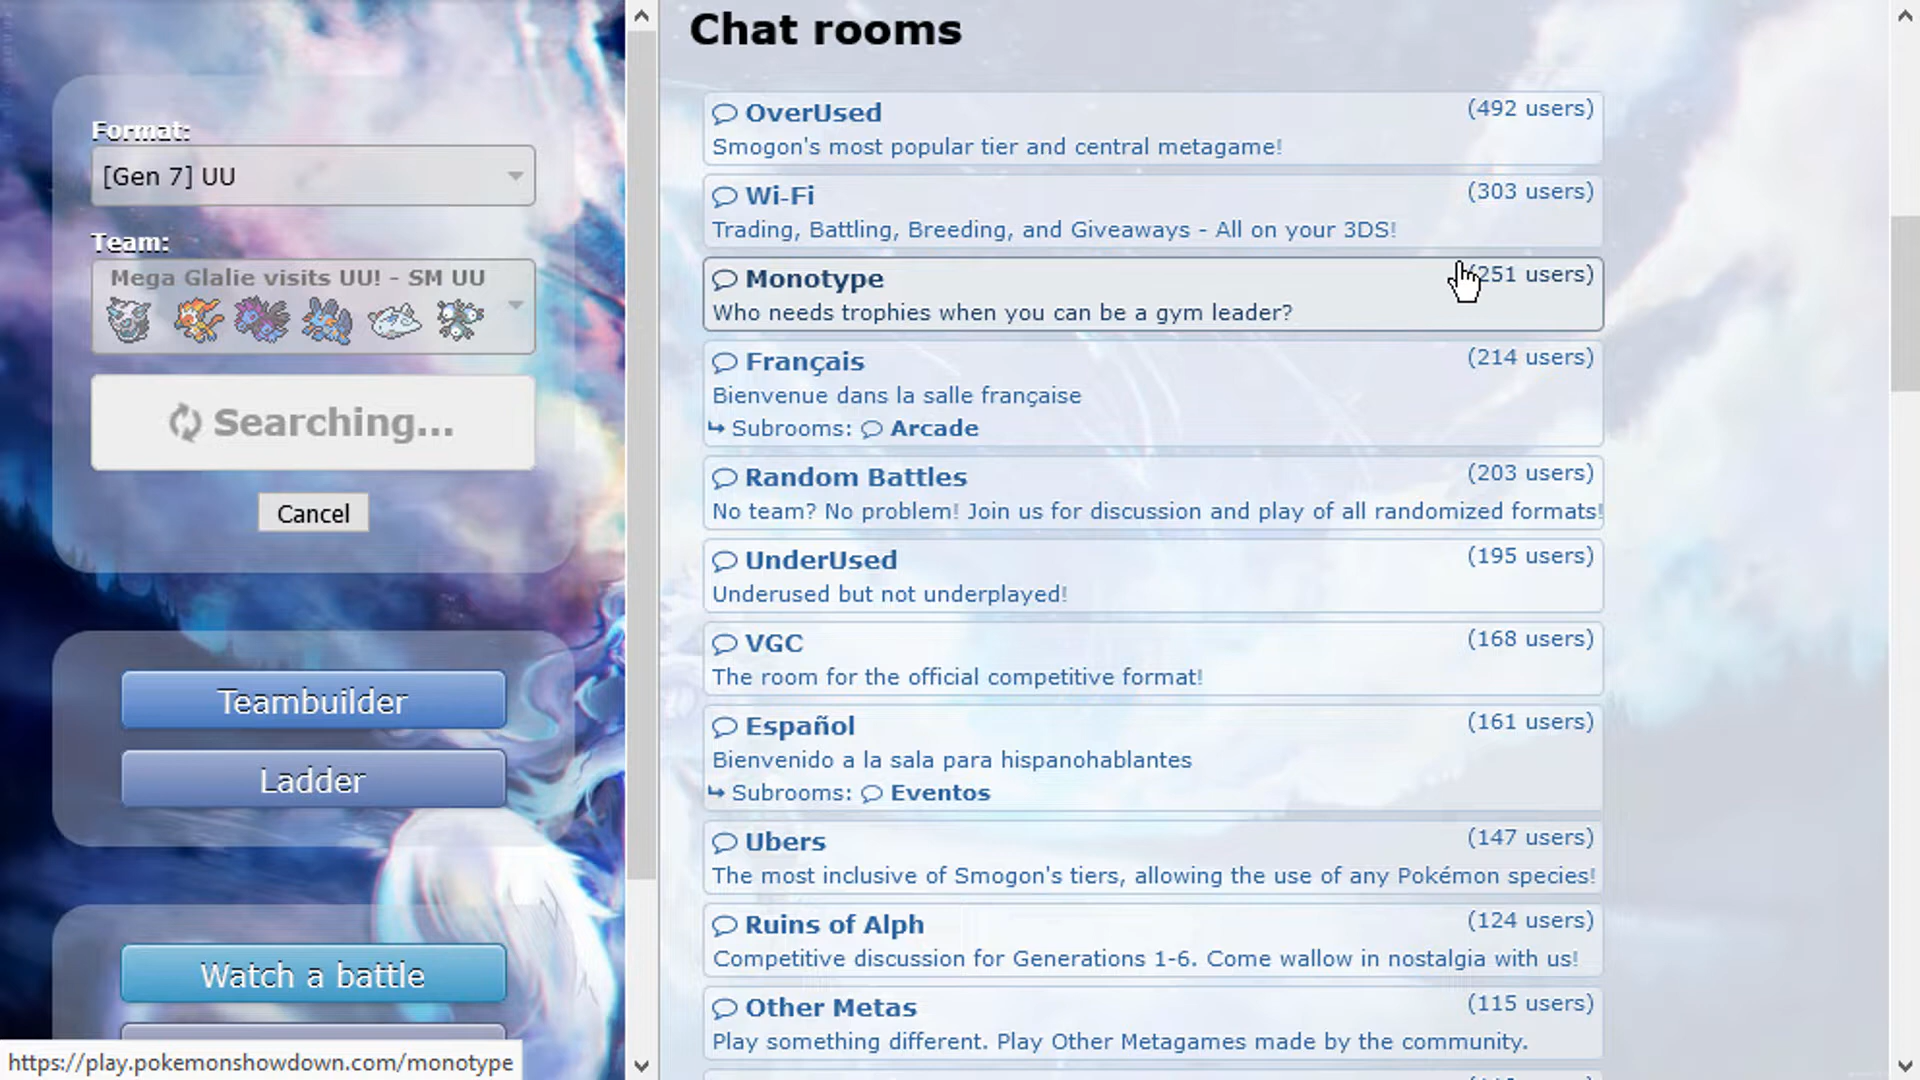 Format:
[Gen 7] UU
Team:
Mega Glalie visits UU! - SM UU
Searching...
Cancel
Teambuilder
Ladder
Watch a battle
https://play.pokemonshowdown.com/monotype
Chat rooms
OverUsed (492 users)
Smogon's most popular tier and central metagame!
Wi-Fi (303 users)
Trading, Battling, Breeding, and Giveaways - All on your 3DS!
Monotype (251 users)
Who needs trophies when you can be a gym leader?
Français (214 users)
Bienvenue dans la salle française
↳ Subrooms: Arcade
Random Battles (203 users)
No team? No problem! Join us for discussion and play of all randomized formats!
UnderUsed (195 users)
Underused but not underplayed!
VGC (168 users)
The room for the official competitive format!
Español (161 users)
Bienvenido a la sala para hispanohablantes
↳ Subrooms: Eventos
Ubers (147 users)
The most inclusive of Smogon's tiers, allowing the use of any Pokémon species!
Ruins of Alph (124 users)
Competitive discussion for Generations 1-6. Come wallow in nostalgia with us!
Other Metas (115 users)
Play something different. Play Other Metagames made by the community.